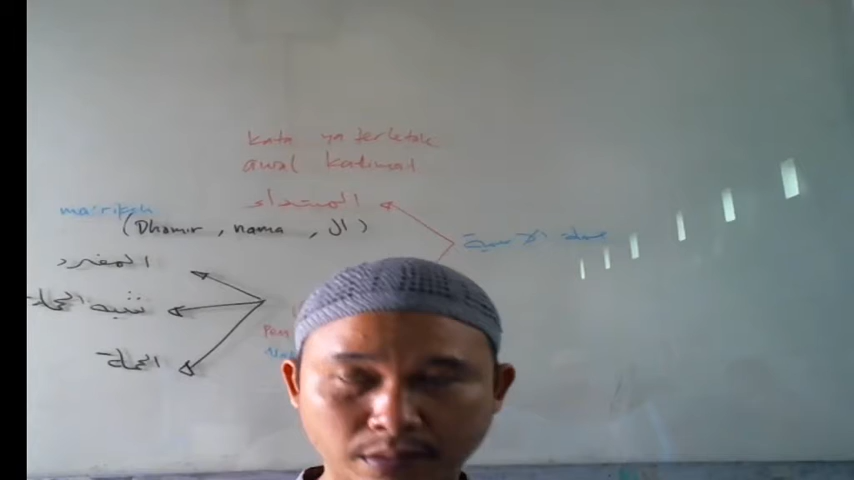 kata yg terletak
awal kalimat
المبتداء
ma'rifah
(Dhomir, nama, ال)
جملة الاسمية
المفرد
شبه الجملة
الجملة